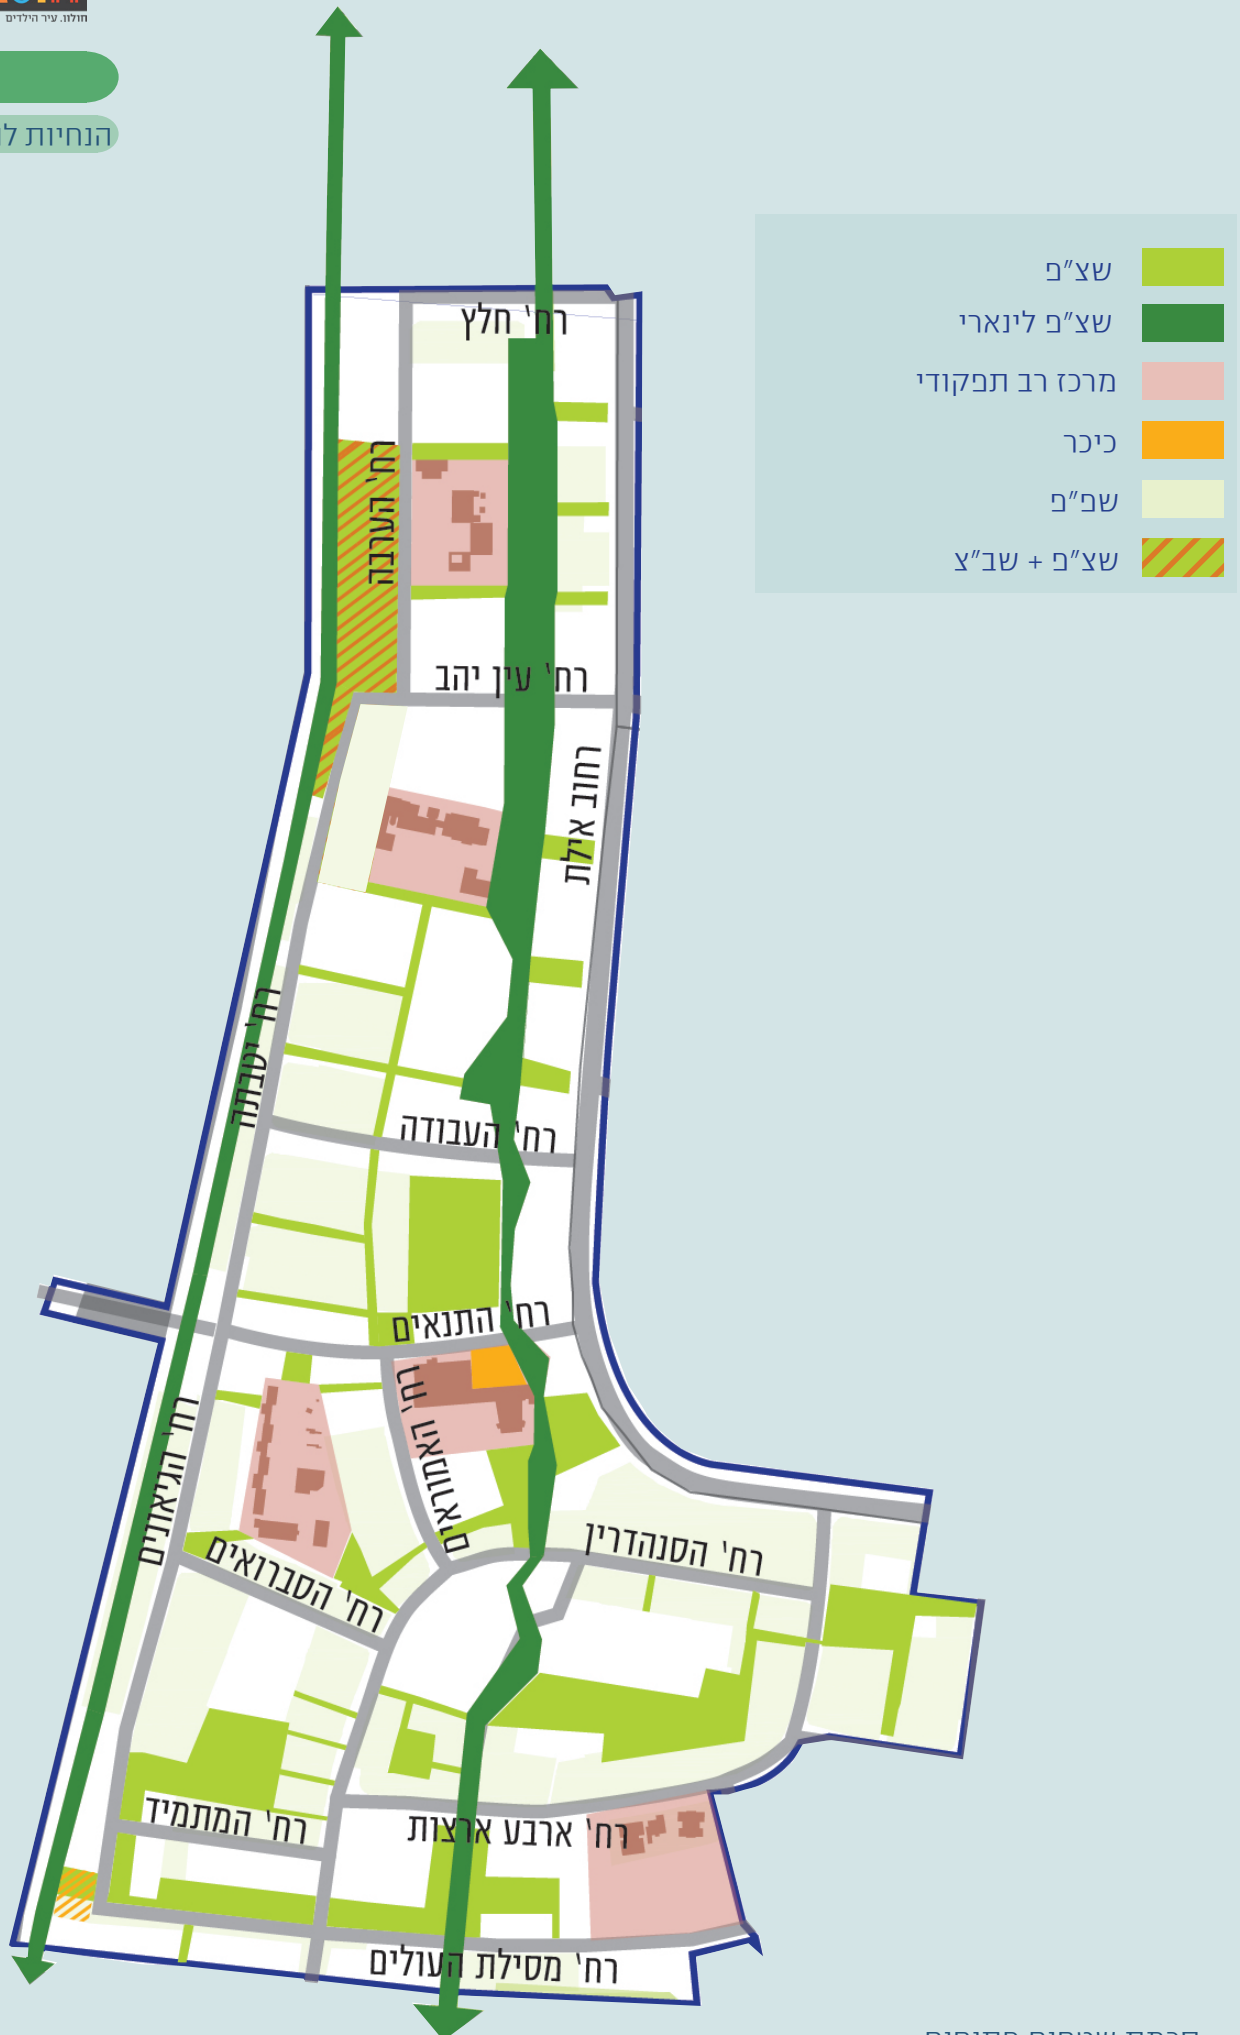 חולון. עיר הילדים
הנחיות
שצ"פ
שצ"פ לינארי
מרכז רב תפקודי
כיכר
שפ"פ
שצ"פ + שב"צ
רח' חלץ
רח' הערבה
רח' עין יהב
רחוב אילת
רח' יטבתה
רח' העבודה
רח' התנאים
רח' האמוראים
רח' הגיאונים
רח' הסנהדרין
רח' הסבוראים
רח' המתמיד
רח' ארבע ארצות
רח' מסילת העולים